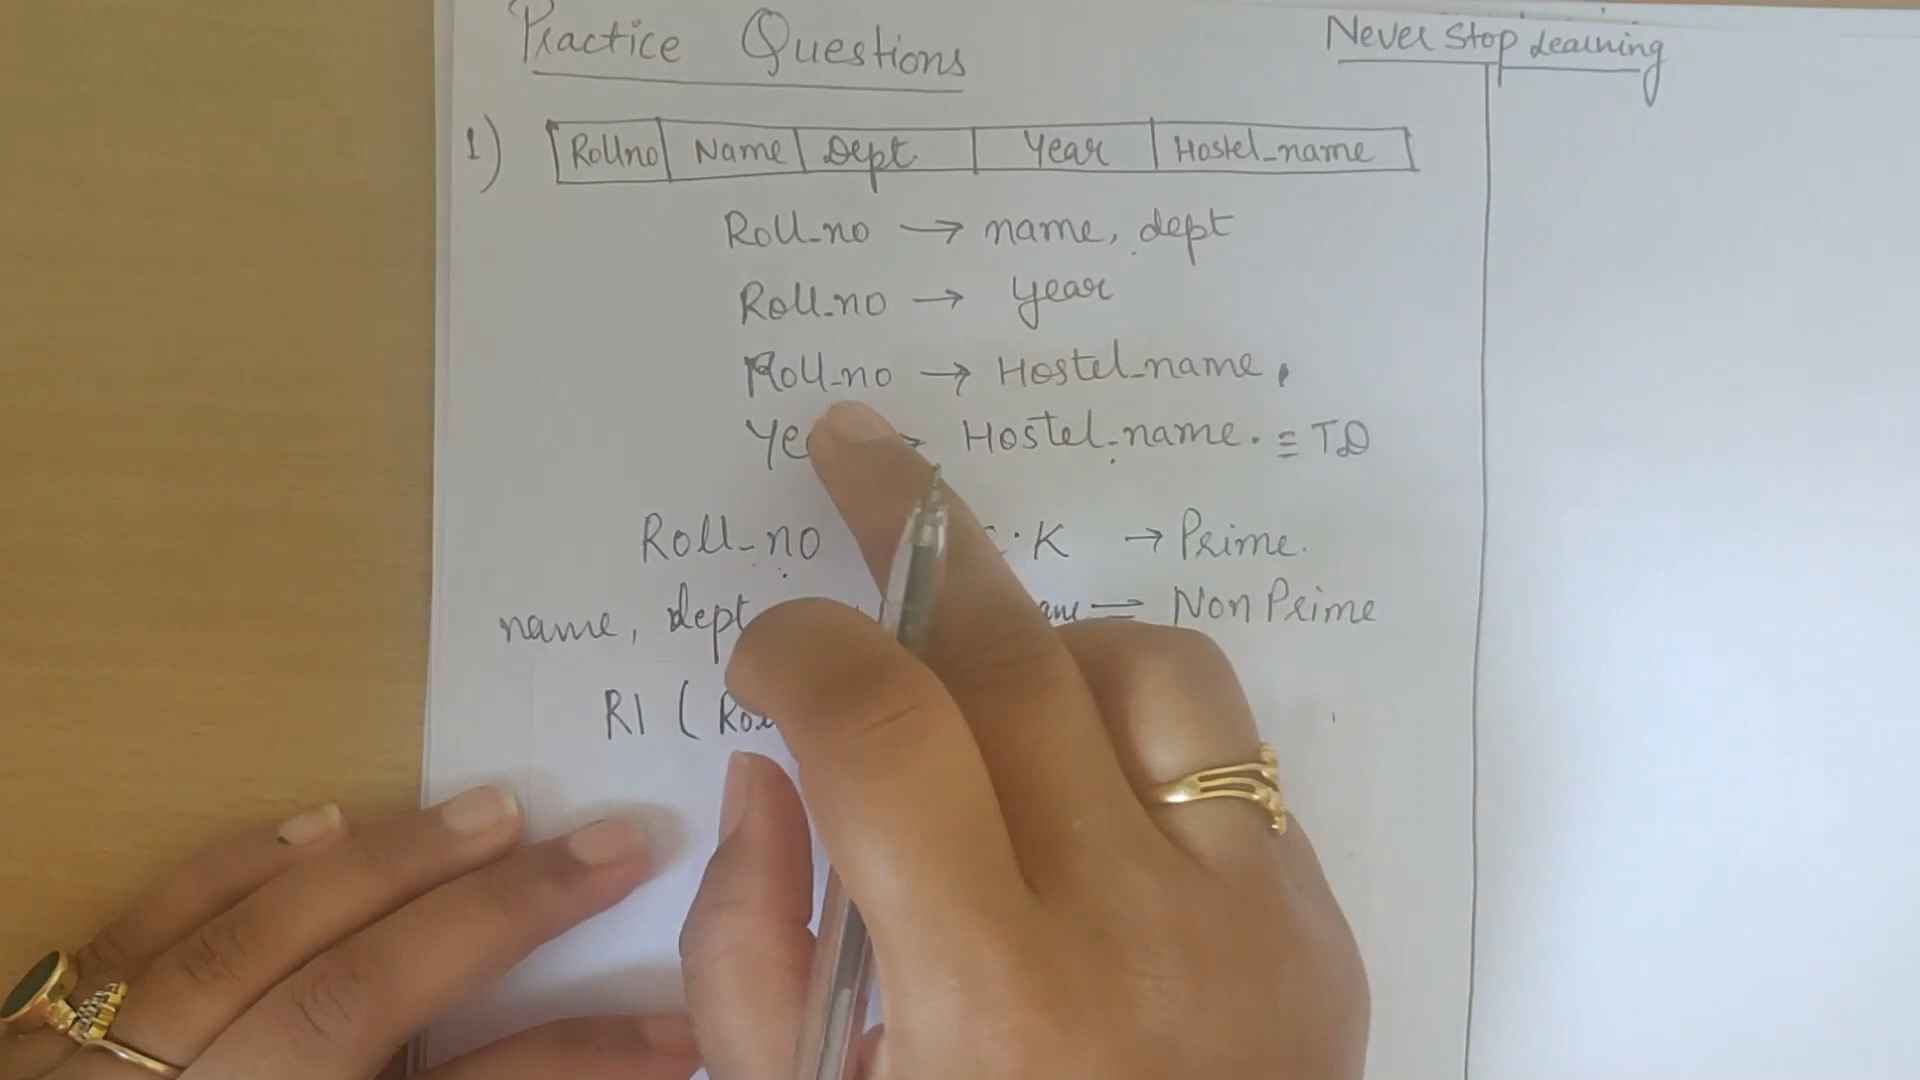 Practice Questions
Never Stop Learning
1) Rollno Name Dept Year Hostel_name
Roll_no → name, dept
Roll_no → year
Roll_no → Hostel_name,
Hostel_name. ≡ TD
Roll_no K → Prime.
name, dept = Non Prime
R1 (